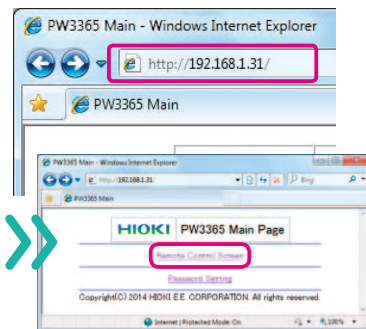 PW3365 Main - Windows Internet Explorer
http://192.168.1.31/
PW3365 Main
PW3365 Main - Windows Internet Explorer
http://192.168.1.31/
Bing
PW3365 Main
HIOKI PW3365 Main Page
Remote Control Screen
Password Setting
Copyright(C) 2014 HIOKI E.E. CORPORATION. All rights reserved.
Internet | Protected Mode: On 100%